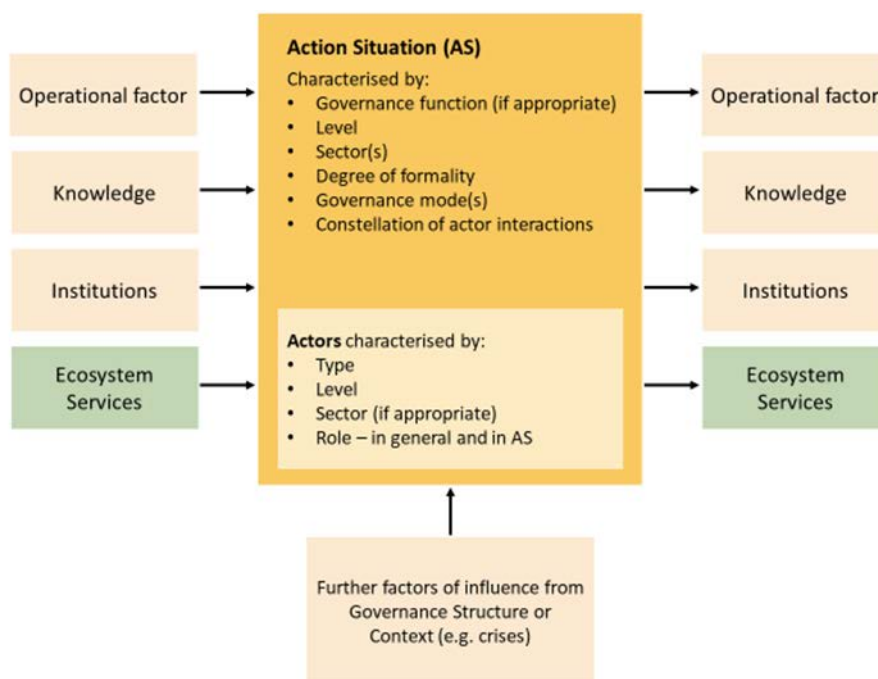 Operational factor
Knowledge
Institutions
Ecosystem
Services
Action Situation (AS)
Characterised by:
• Governance function (if appropriate)
• Level
• Sector(s)
• Degree of formality
• Governance mode(s)
• Constellation of actor interactions
Actors characterised by:
• Type
• Level
• Sector (if appropriate)
• Role – in general and in AS
Operational factor
Knowledge
Institutions
Ecosystem
Services
Further factors of influence from
Governance Structure or
Context (e.g. crises)